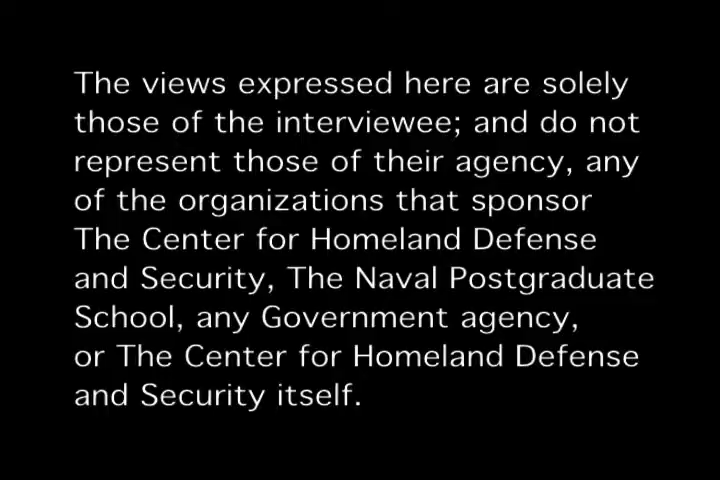 The views expressed here are solely
those of the interviewee; and do not
represent those of their agency, any
of the organizations that sponsor
The Center for Homeland Defense
and Security, The Naval Postgraduate
School, any Government agency,
or The Center for Homeland Defense
and Security itself.